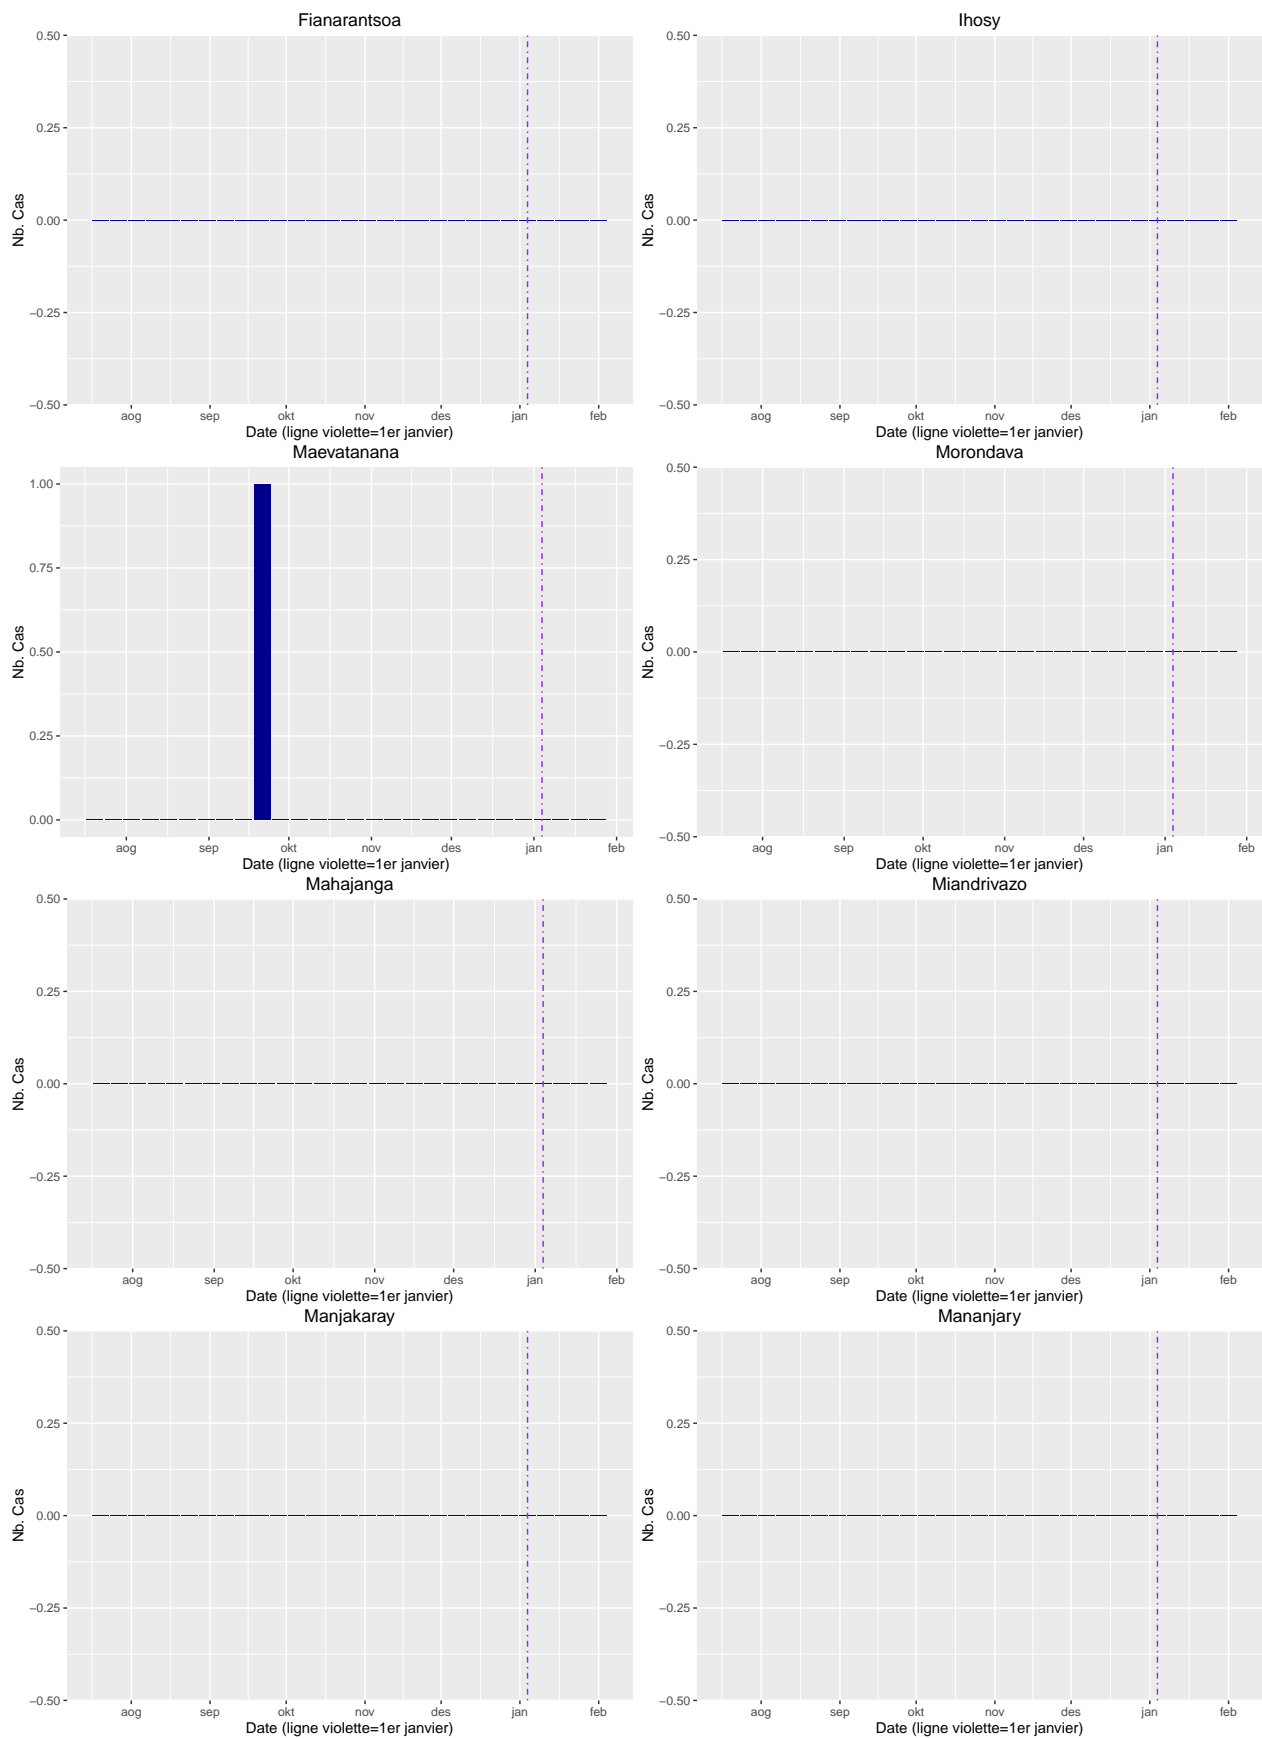 Fianarantsoa
0.50
0.25
0.00
−0.25
−0.50
Nb. Cas
aog sep okt nov des jan feb
Date (ligne violette=1er janvier)
Ihosy
0.50
0.25
0.00
−0.25
−0.50
Nb. Cas
aog sep okt nov des jan feb
Date (ligne violette=1er janvier)
Maevatanana
1.00
0.75
0.50
0.25
0.00
Nb. Cas
aog sep okt nov des jan feb
Date (ligne violette=1er janvier)
Morondava
0.50
0.25
0.00
−0.25
−0.50
Nb. Cas
aog sep okt nov des jan feb
Date (ligne violette=1er janvier)
Mahajanga
0.50
0.25
0.00
−0.25
−0.50
Nb. Cas
aog sep okt nov des jan feb
Date (ligne violette=1er janvier)
Miandrivazo
0.50
0.25
0.00
−0.25
−0.50
Nb. Cas
aog sep okt nov des jan feb
Date (ligne violette=1er janvier)
Manjakaray
0.50
0.25
0.00
−0.25
−0.50
Nb. Cas
aog sep okt nov des jan feb
Date (ligne violette=1er janvier)
Mananjary
0.50
0.25
0.00
−0.25
−0.50
Nb. Cas
aog sep okt nov des jan feb
Date (ligne violette=1er janvier)